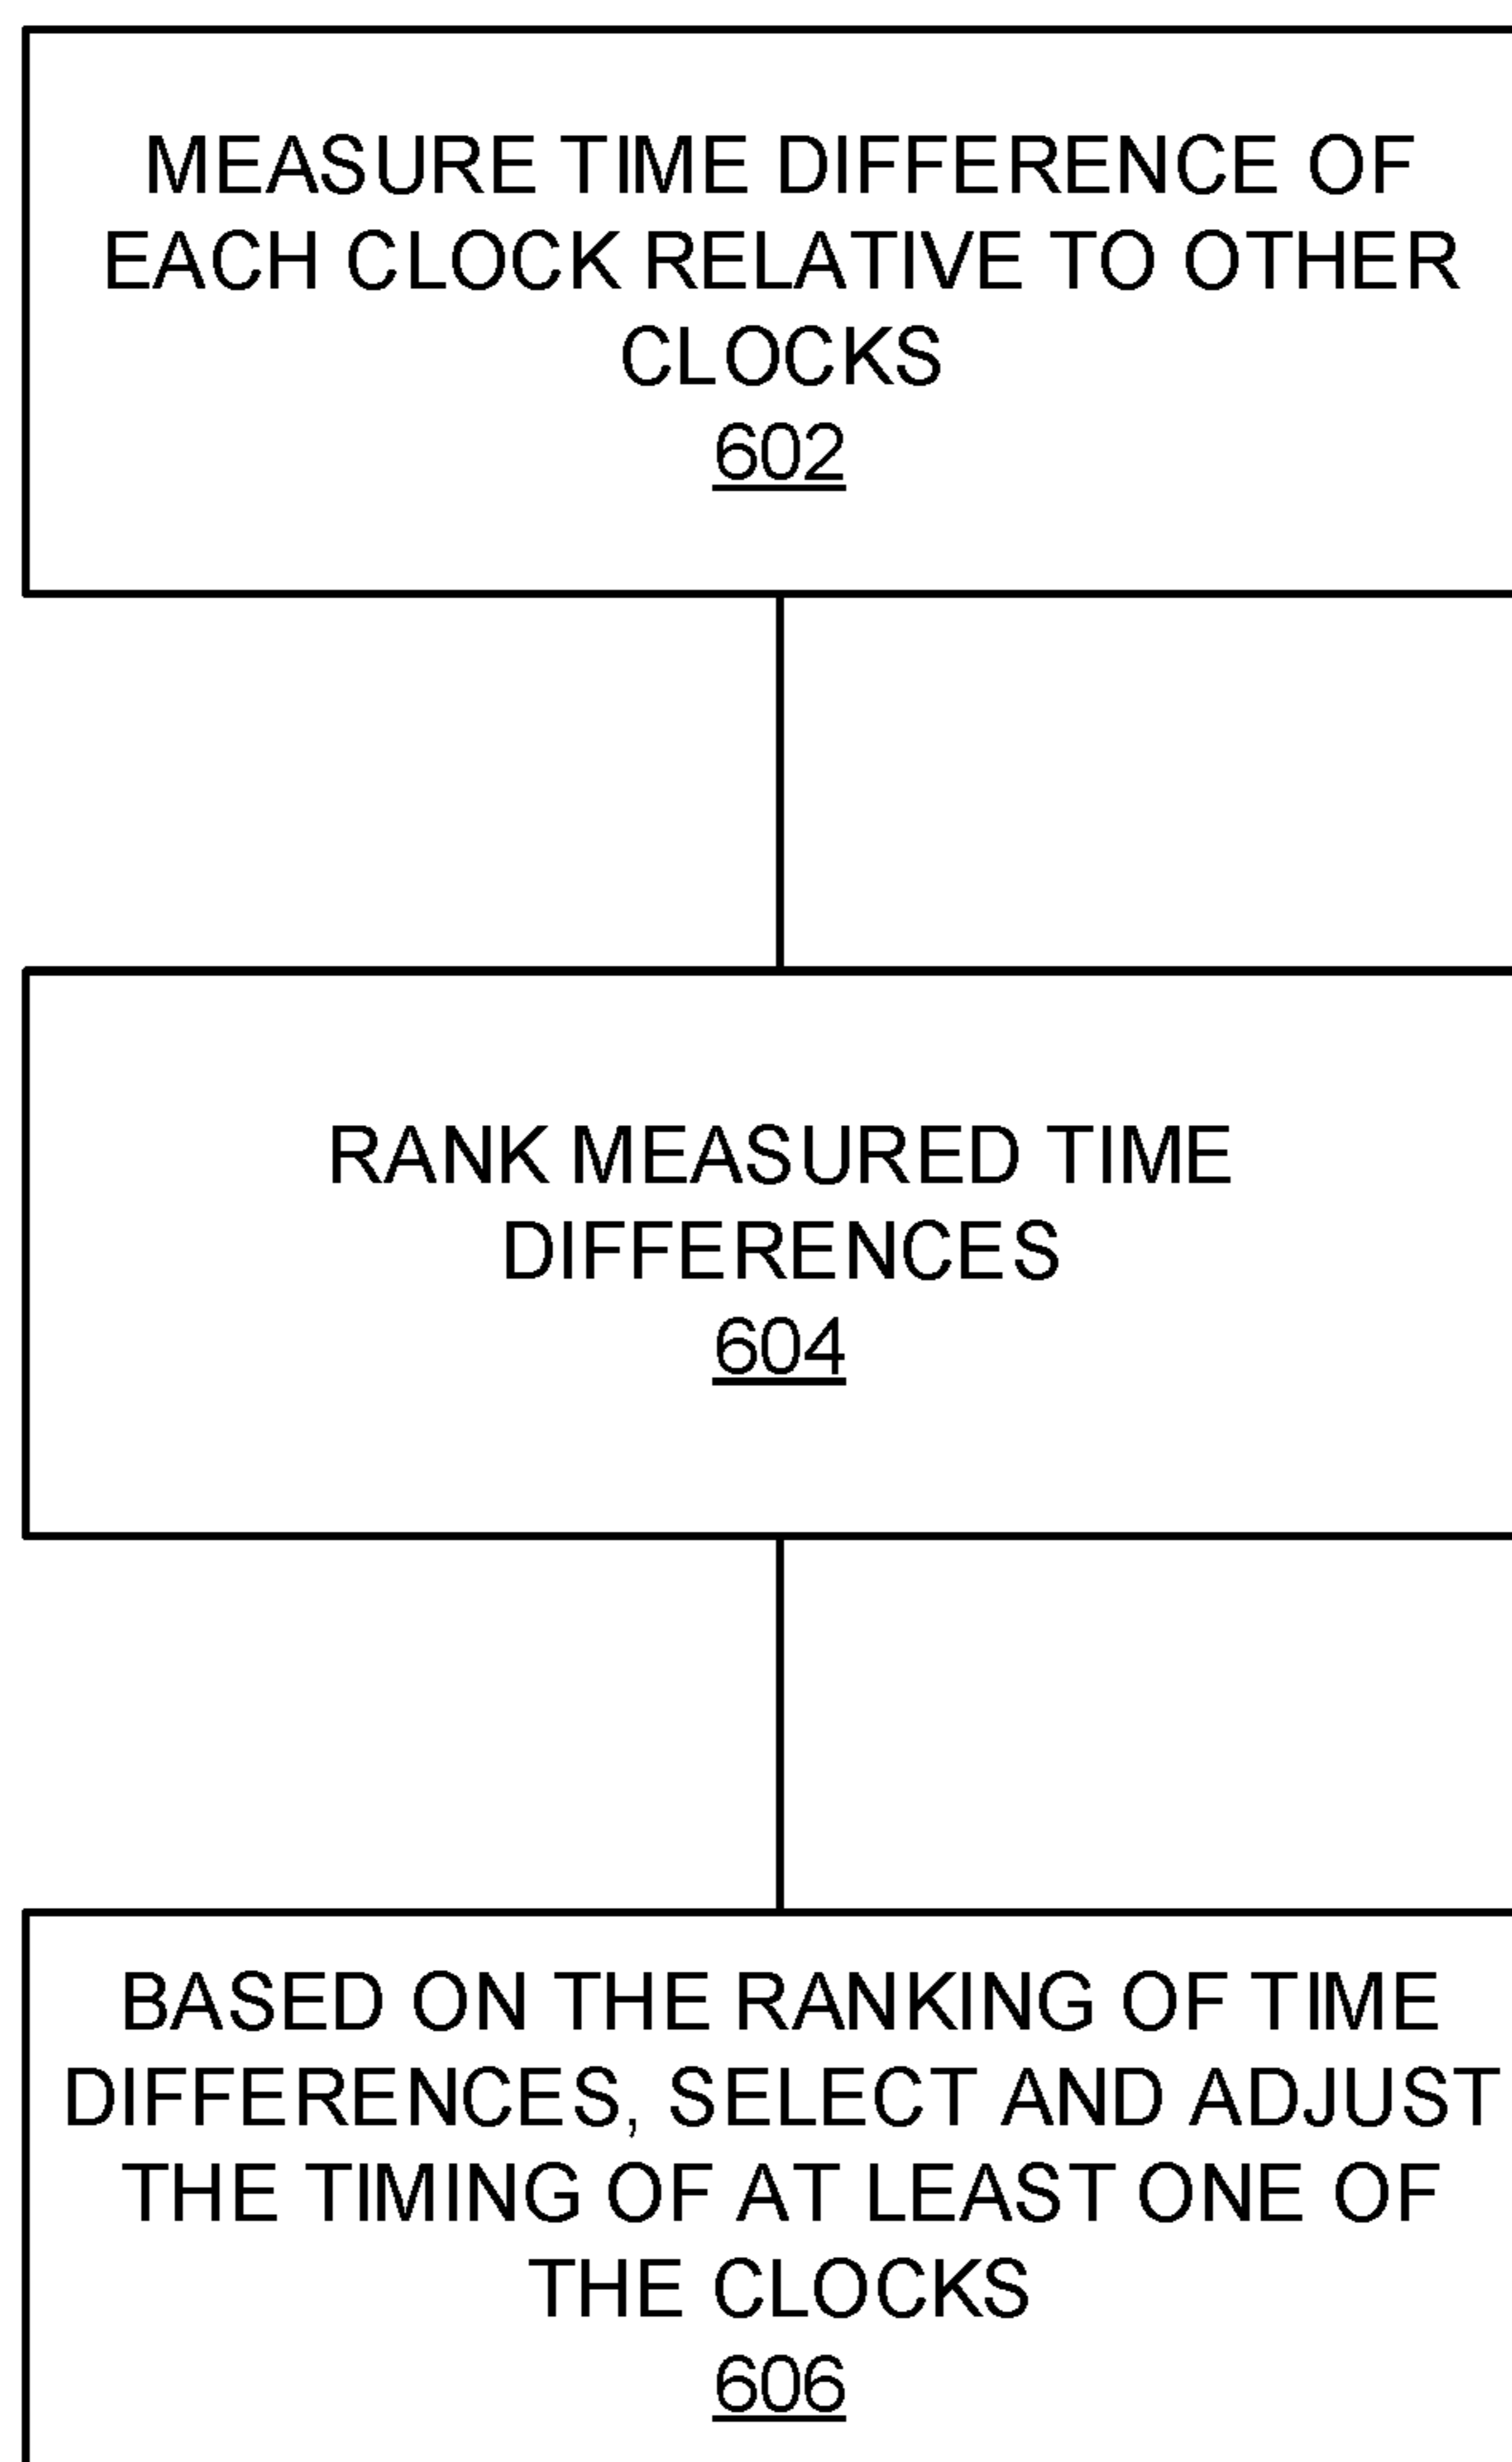 MEASURE TIME DIFFERENCE OF
EACH CLOCK RELATIVE TO OTHER
CLOCKS
602
RANK MEASURED TIME
DIFFERENCES
604
BASED ON THE RANKING OF TIME
DIFFERENCES, SELECT AND ADJUST
THE TIMING OF AT LEAST ONE OF
THE CLOCKS
606